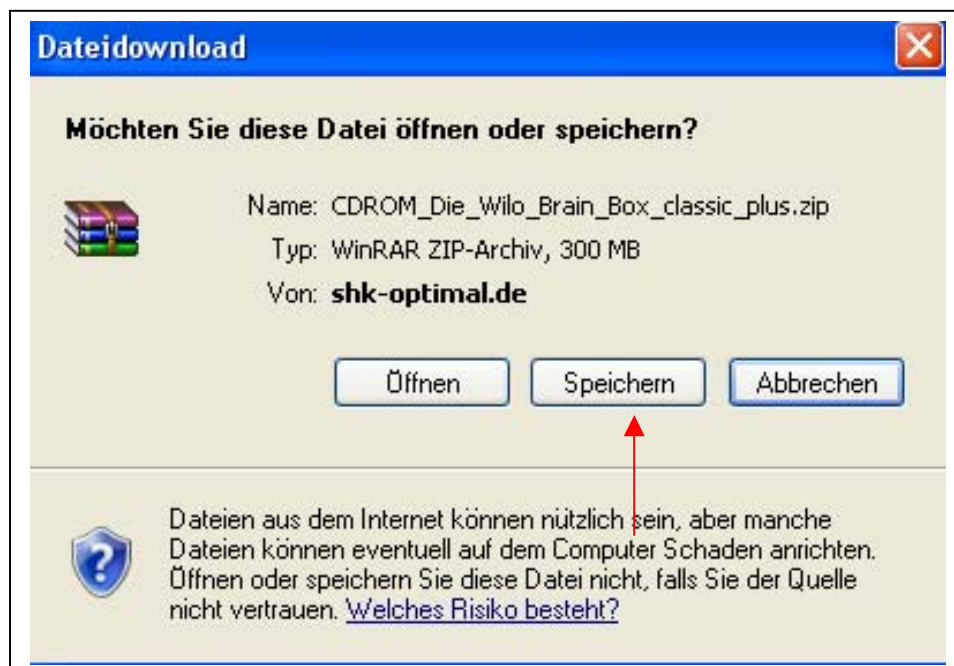 Dateidownload
Möchten Sie diese Datei öffnen oder speichern?
Name: CDROM_Die_Wilo_Brain_Box_classic_plus.zip
Typ: WinRAR ZIP-Archiv, 300 MB
Von: shk-optimal.de
Öffnen Speichern Abbrechen
Dateien aus dem Internet können nützlich sein, aber manche
Dateien können eventuell auf dem Computer Schaden anrichten.
Öffnen oder speichern Sie diese Datei nicht, falls Sie der Quelle
nicht vertrauen. Welches Risiko besteht?